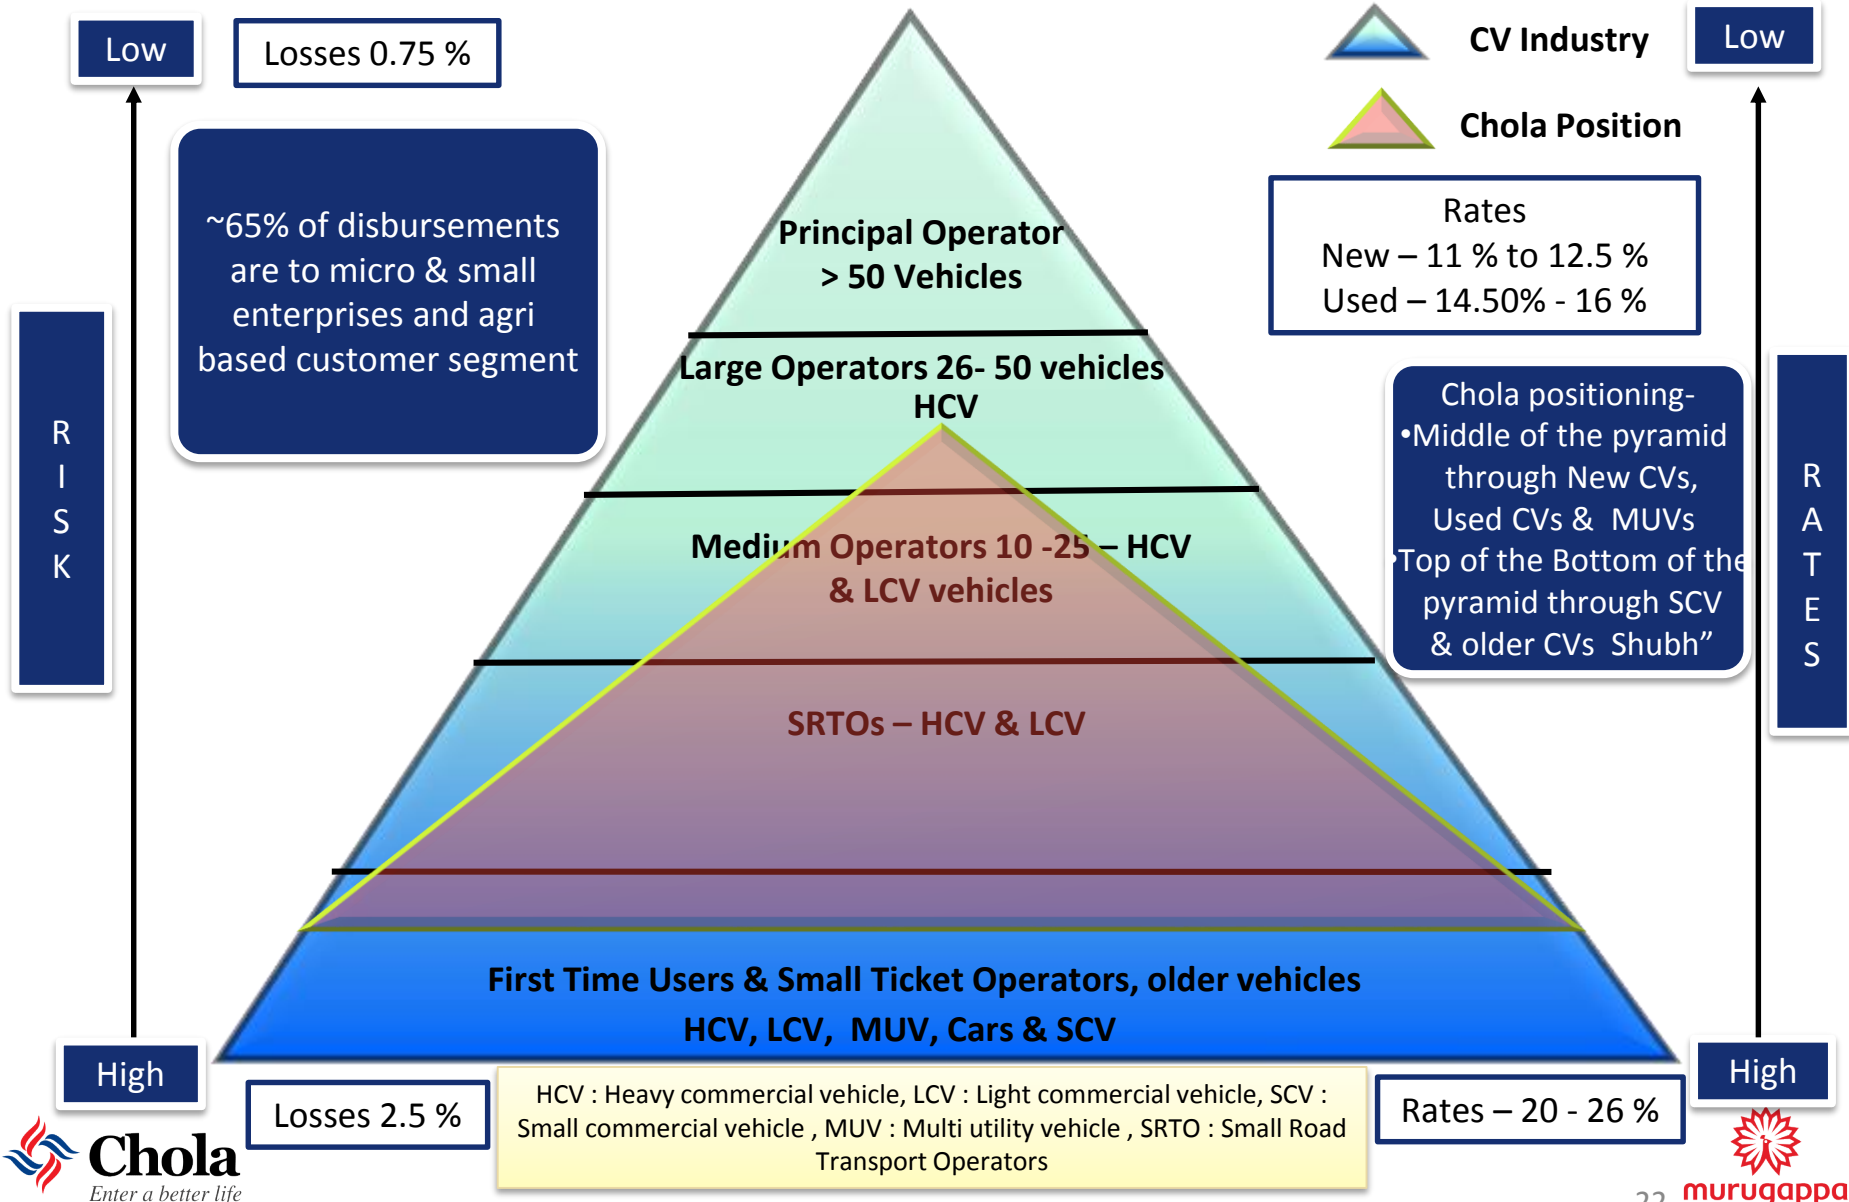 Low
Losses 0.75 %
CV Industry
Low
Chola Position
~65% of disbursements
are to micro & small
enterprises and agri
based customer segment
Principal Operator
> 50 Vehicles
Rates
New – 11 % to 12.5 %
Used – 14.50% - 16 %
Large Operators 26- 50 vehicles
HCV
Chola positioning-
•Middle of the pyramid
through New CVs,
Used CVs & MUVs
•Top of the Bottom of the
pyramid through SCV
& older CVs Shubh”
R
I
S
K
R
A
T
E
S
Medium Operators 10 -25 – HCV
& LCV vehicles
SRTOs – HCV & LCV
First Time Users & Small Ticket Operators, older vehicles
HCV, LCV, MUV, Cars & SCV
High
Losses 2.5 %
HCV : Heavy commercial vehicle, LCV : Light commercial vehicle, SCV :
Small commercial vehicle , MUV : Multi utility vehicle , SRTO : Small Road
Transport Operators
Rates – 20 - 26 %
High
Chola
Enter a better life
22
murugappa